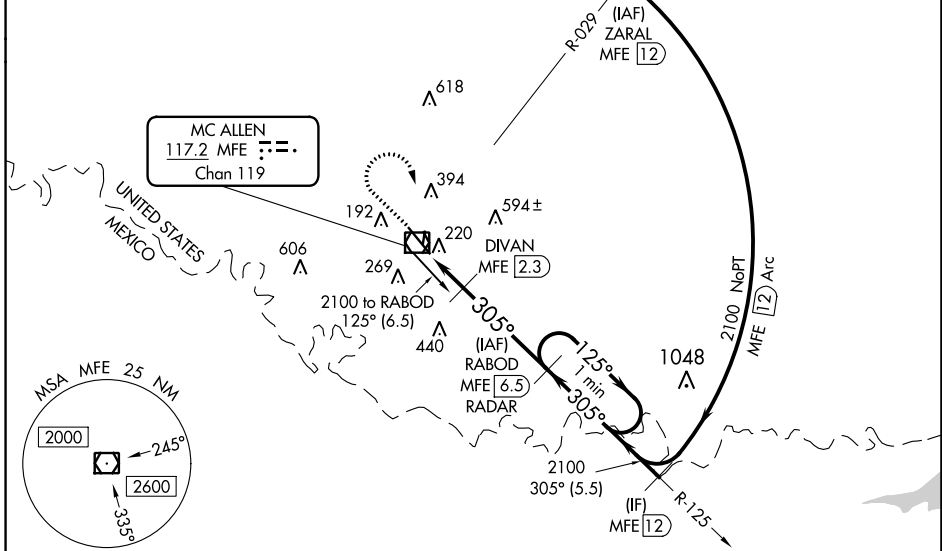 (IAF)
ZARAL
MFE 12
R-029
618
MC ALLEN
117.2 MFE
Chan 119
394
192
594±
220
UNITED STATES
MEXICO
606
269
DIVAN
MFE 2.3
2100 to RABOD
125° (6.5)
305°
440
2100 NoPT
MFE 12 Arc
(IAF)
RABOD
MFE 6.5
RADAR
125°
1 min
305°
1048
MSA MFE 25 NM
2000
245°
2600
335°
2100
305° (5.5)
(IF)
MFE 12
R-125